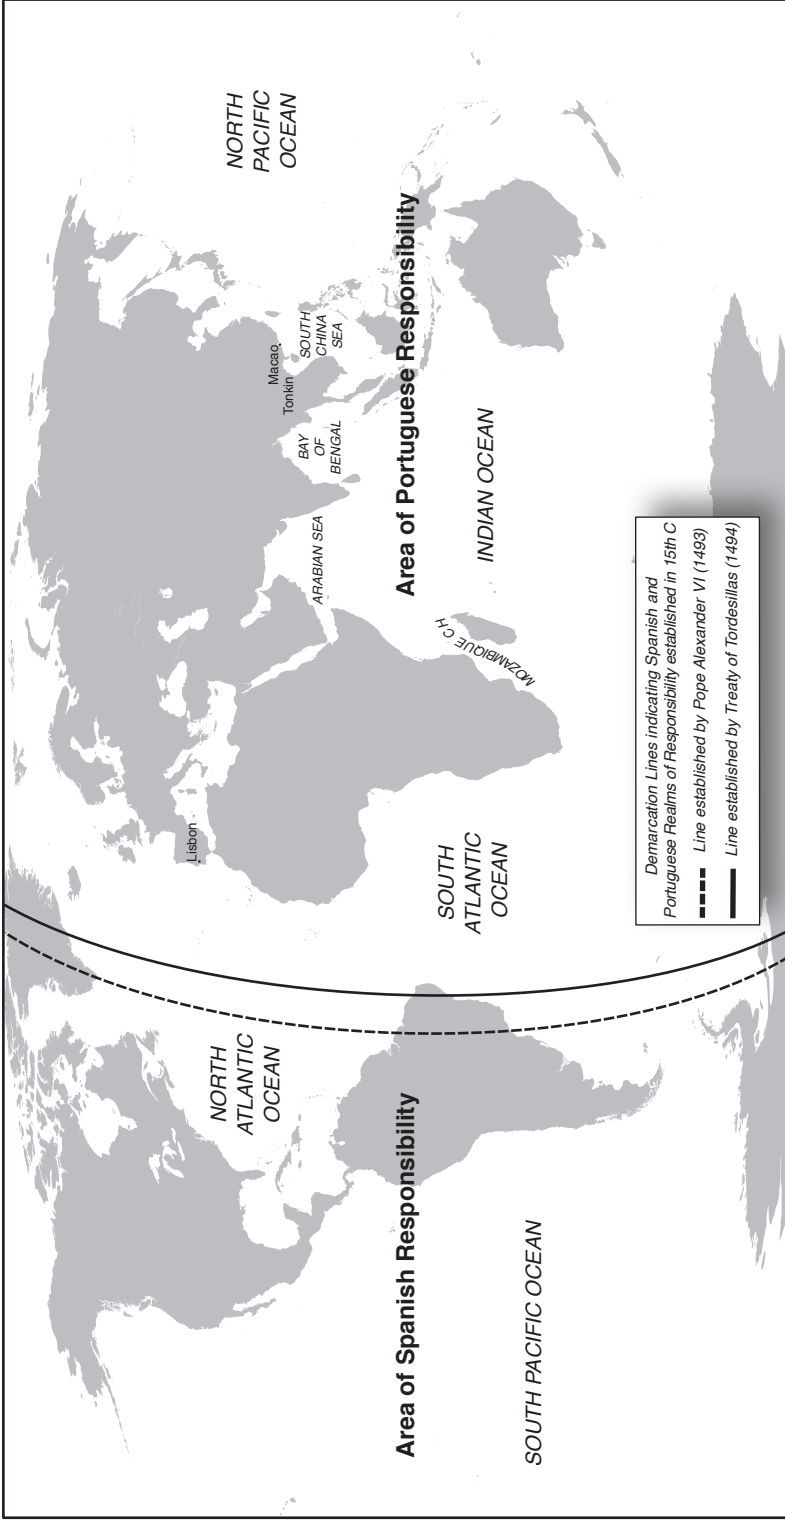 NORTH
PACIFIC
OCEAN
Macao
Tonkin
SOUTH
CHINA
SEA
BAY
OF
BENGAL
ARABIAN SEA
Lisbon
NORTH
ATLANTIC
OCEAN
Area of Portuguese Responsibility
Area of Spanish Responsibility
INDIAN OCEAN
MOZAMBIQUE CH
SOUTH
ATLANTIC
OCEAN
SOUTH PACIFIC OCEAN
Demarcation Lines indicating Spanish and
Portuguese Realms of Responsibility established in 15th C
Line established by Pope Alexander VI (1493)
Line established by Treaty of Tordesillas (1494)